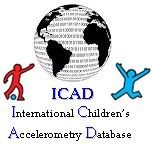 ICAD
International Children's
Accelerometry Database